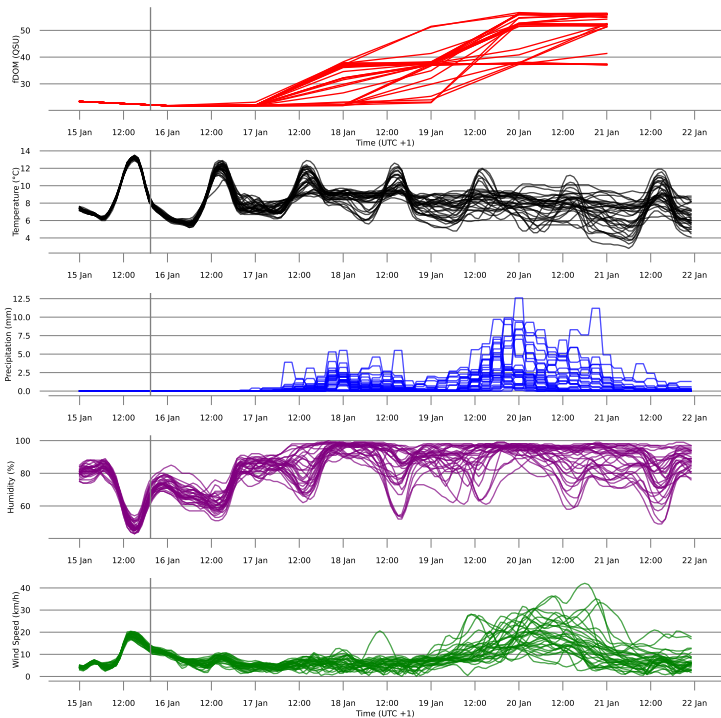 fDOM (QSU)
50
40
30
15 Jan 12:00 16 Jan 12:00 17 Jan 12:00 18 Jan 12:00 19 Jan 12:00 20 Jan 12:00 21 Jan 12:00 22 Jan
Time (UTC +1)
Temperature (°C)
14
12
10
8
6
4
15 Jan 12:00 16 Jan 12:00 17 Jan 12:00 18 Jan 12:00 19 Jan 12:00 20 Jan 12:00 21 Jan 12:00 22 Jan
Precipitation (mm)
12.5
10.0
7.5
5.0
2.5
0.0
15 Jan 12:00 16 Jan 12:00 17 Jan 12:00 18 Jan 12:00 19 Jan 12:00 20 Jan 12:00 21 Jan 12:00 22 Jan
Humidity (%)
100
80
60
15 Jan 12:00 16 Jan 12:00 17 Jan 12:00 18 Jan 12:00 19 Jan 12:00 20 Jan 12:00 21 Jan 12:00 22 Jan
Wind Speed (km/h)
40
30
20
10
0
15 Jan 12:00 16 Jan 12:00 17 Jan 12:00 18 Jan 12:00 19 Jan 12:00 20 Jan 12:00 21 Jan 12:00 22 Jan
Time (UTC +1)